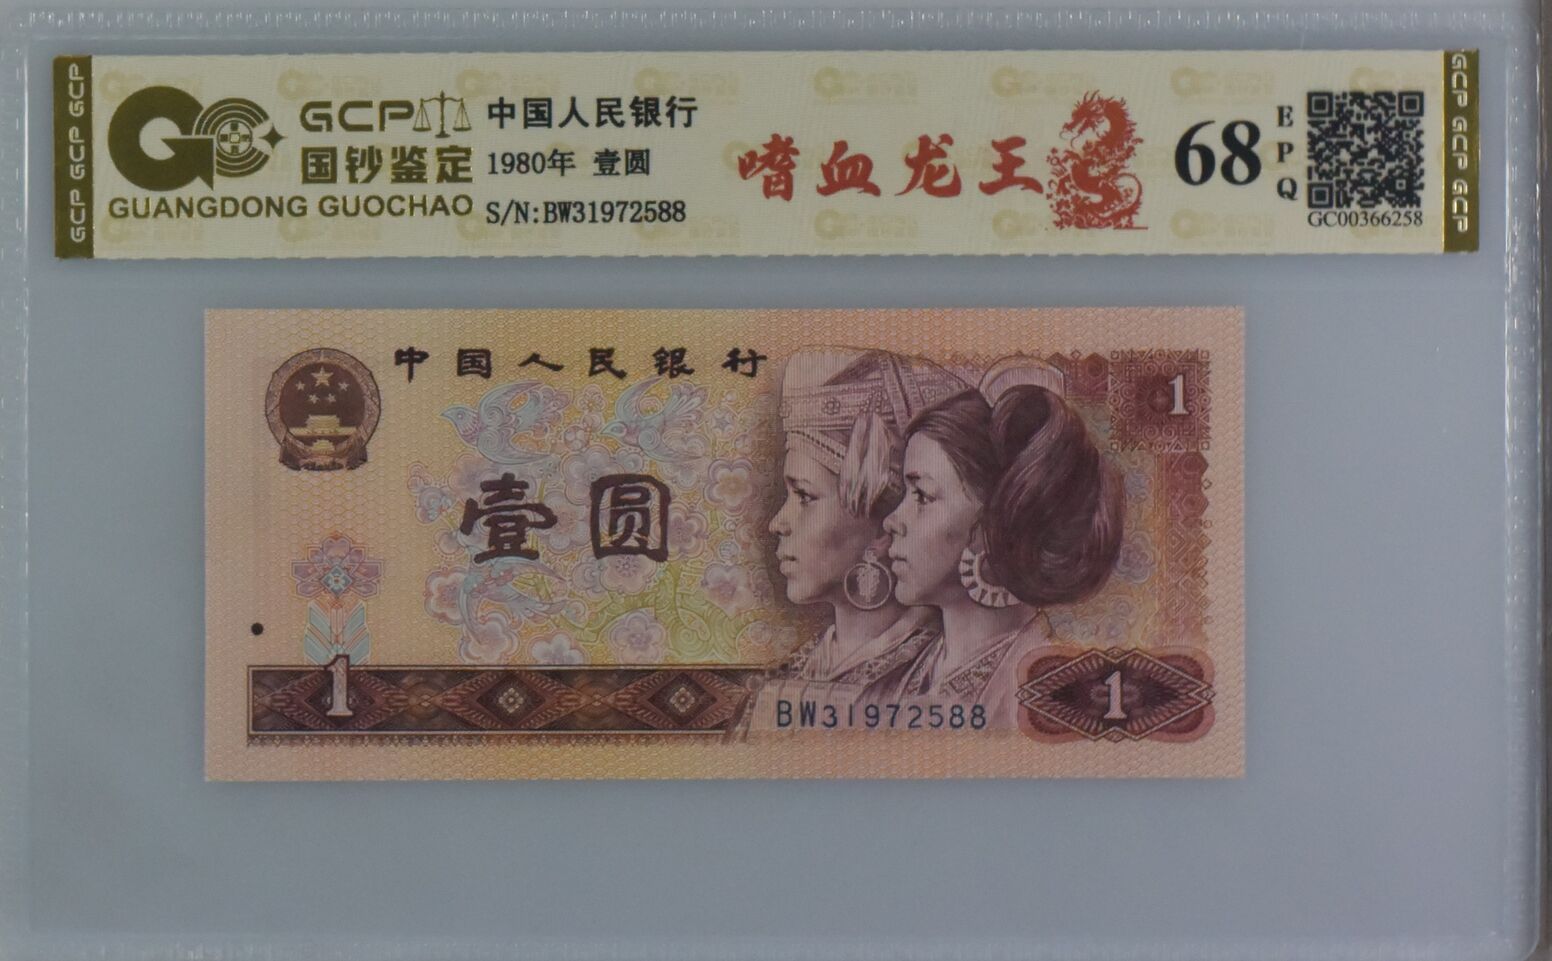 GCP GCP GCP
GCP
国钞鉴定
GUANGDONG GUOCHAO
中国人民银行
1980年 壹圆
S/N:BW31972588
嗜血龙王
68
EPQ
GC00366258
GCP GCP GCP
中国人民银行
1
壹圆
1
BW31972588
1